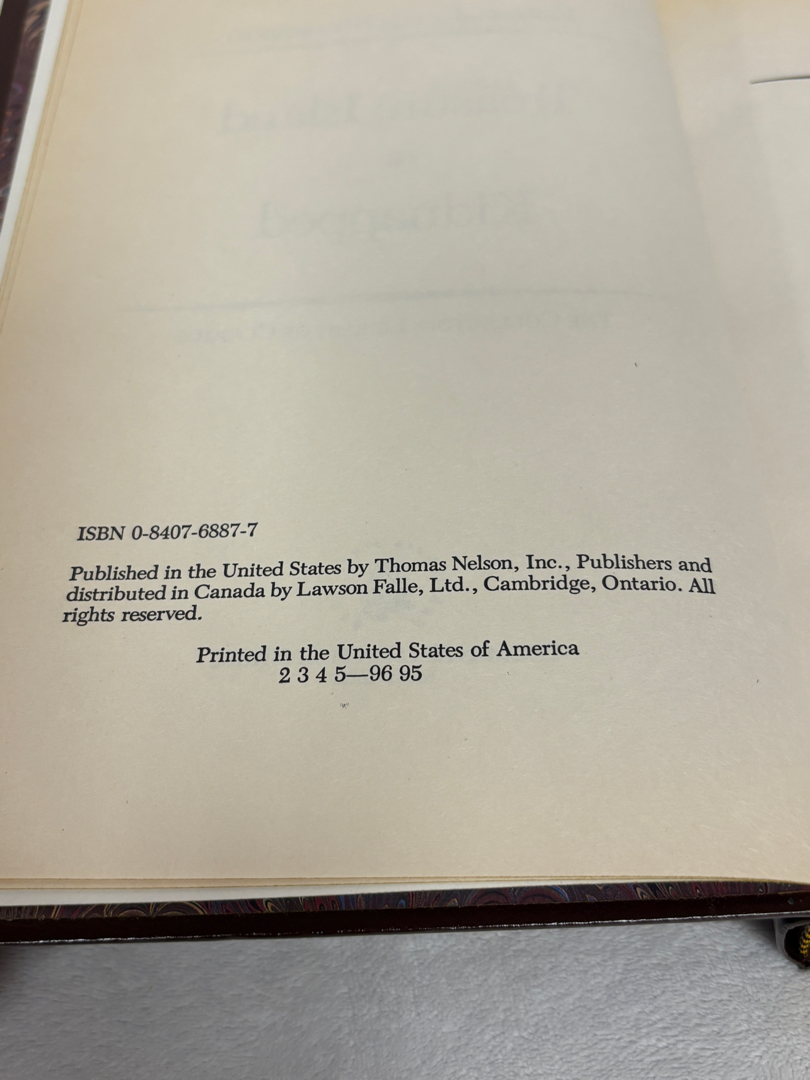 ISBN 0-8407-6887-7
Published in the United States by Thomas Nelson, Inc., Publishers and
distributed in Canada by Lawson Falle, Ltd., Cambridge, Ontario. All
rights reserved.
Printed in the United States of America
2 3 4 5—96 95